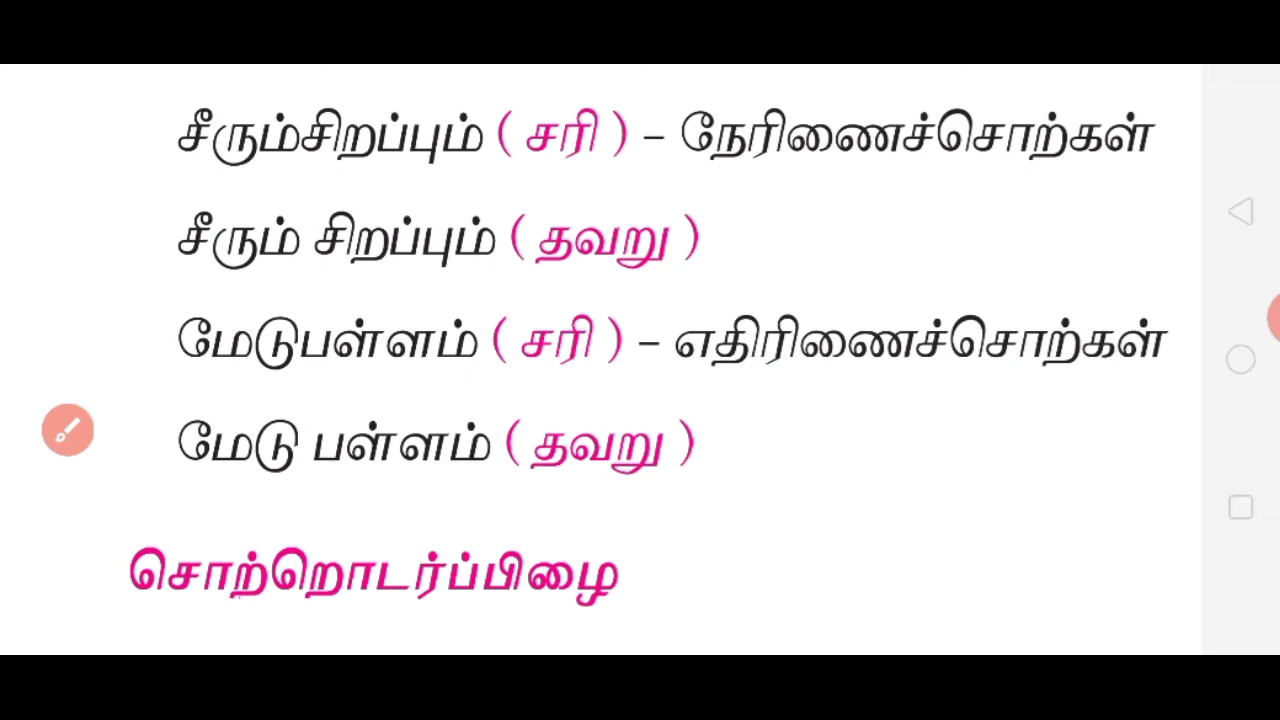 சீரும்சிறப்பும் ( சரி ) – நேரிணைச்சொற்கள்
சீரும் சிறப்பும் ( தவறு )
மேடுபள்ளம் ( சரி ) – எதிரிணைச்சொற்கள்
மேடு பள்ளம் ( தவறு )
சொற்றொடர்ப்பிழை